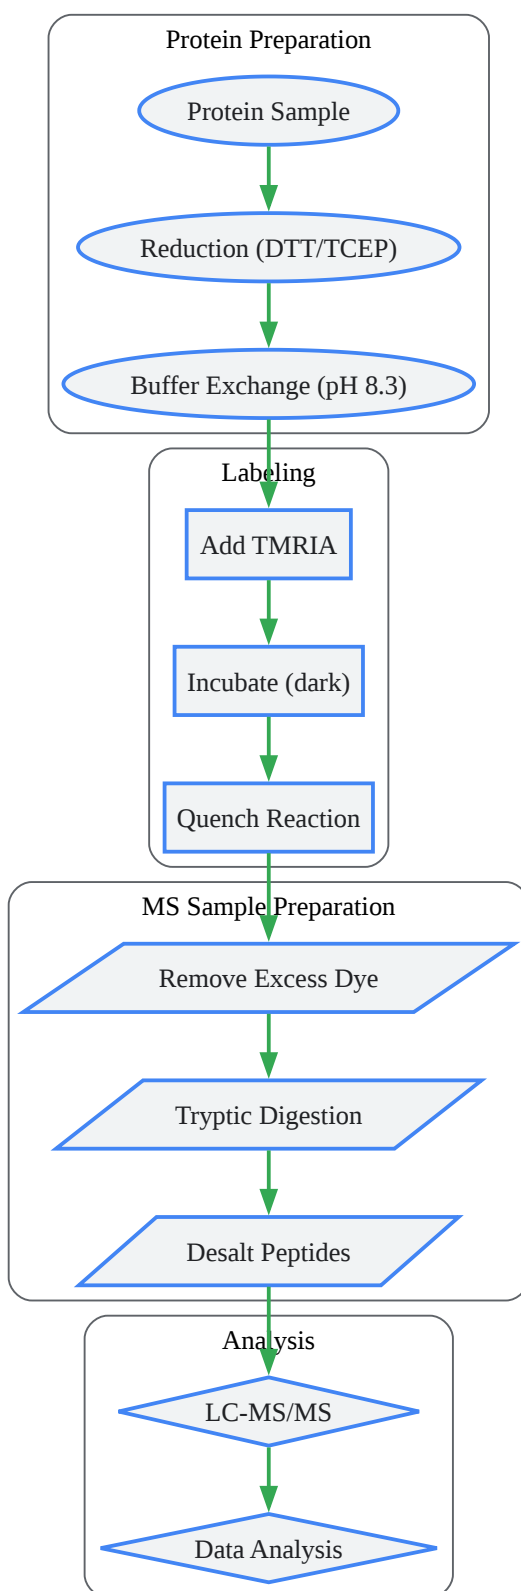 Protein Preparation
Protein Sample
Reduction (DTT/TCEP)
Buffer Exchange (pH 8.3)
Labeling
Add TMRIA
Incubate (dark)
Quench Reaction
MS Sample Preparation
Remove Excess Dye
Tryptic Digestion
Desalt Peptides
Analysis
LC-MS/MS
Data Analysis